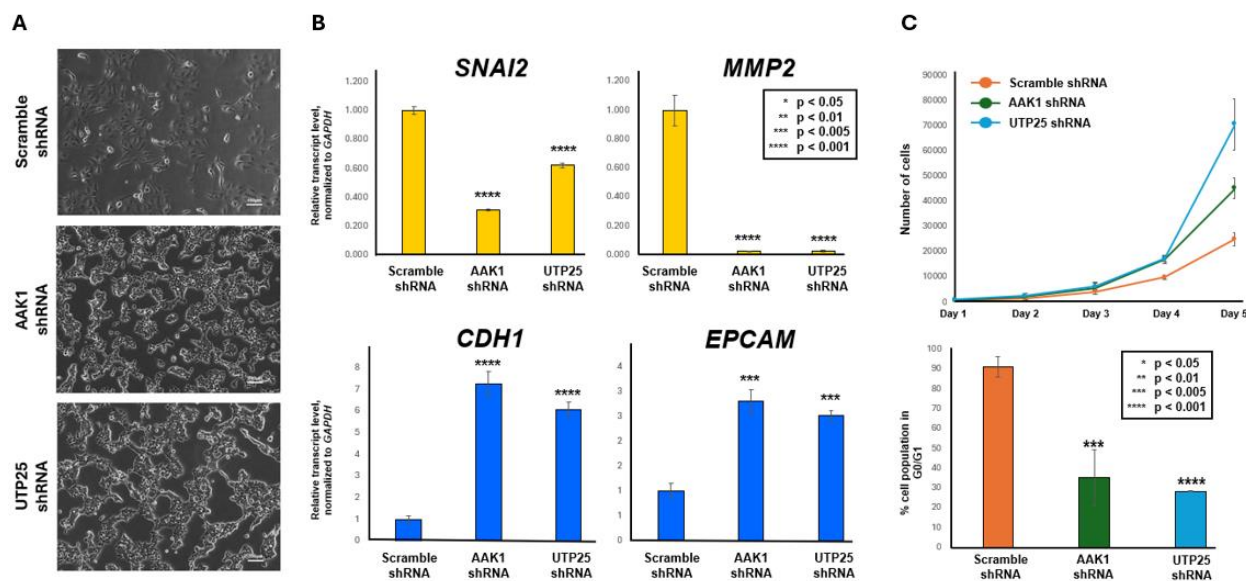 A
B
C
Scramble
shRNA
AAK1
shRNA
UTP25
shRNA
SNAI2
Relative transcript level,
normalized to GAPDH
1.200
1.000
0.800
0.600
0.400
0.200
0.000
****
****
Scramble
shRNA
AAK1
shRNA
UTP25
shRNA
MMP2
1.200
1.000
0.800
0.600
0.400
0.200
0.000
* p < 0.05
** p < 0.01
*** p < 0.005
**** p < 0.001
****
****
Scramble
shRNA
AAK1
shRNA
UTP25
shRNA
CDH1
Relative transcript level,
normalized to GAPDH
8
7
6
5
4
3
2
1
0
****
****
Scramble
shRNA
AAK1
shRNA
UTP25
shRNA
EPCAM
4
3
3
2
2
1
1
0
***
***
Scramble
shRNA
AAK1
shRNA
UTP25
shRNA
Number of cells
90000
80000
70000
60000
50000
40000
30000
20000
10000
0
Scramble shRNA
AAK1 shRNA
UTP25 shRNA
Day 1
Day 2
Day 3
Day 4
Day 5
% cell population in
G0/G1
100
90
80
70
60
50
40
30
20
10
0
* p < 0.05
** p < 0.01
*** p < 0.005
**** p < 0.001
***
****
Scramble
shRNA
AAK1
shRNA
UTP25
shRNA